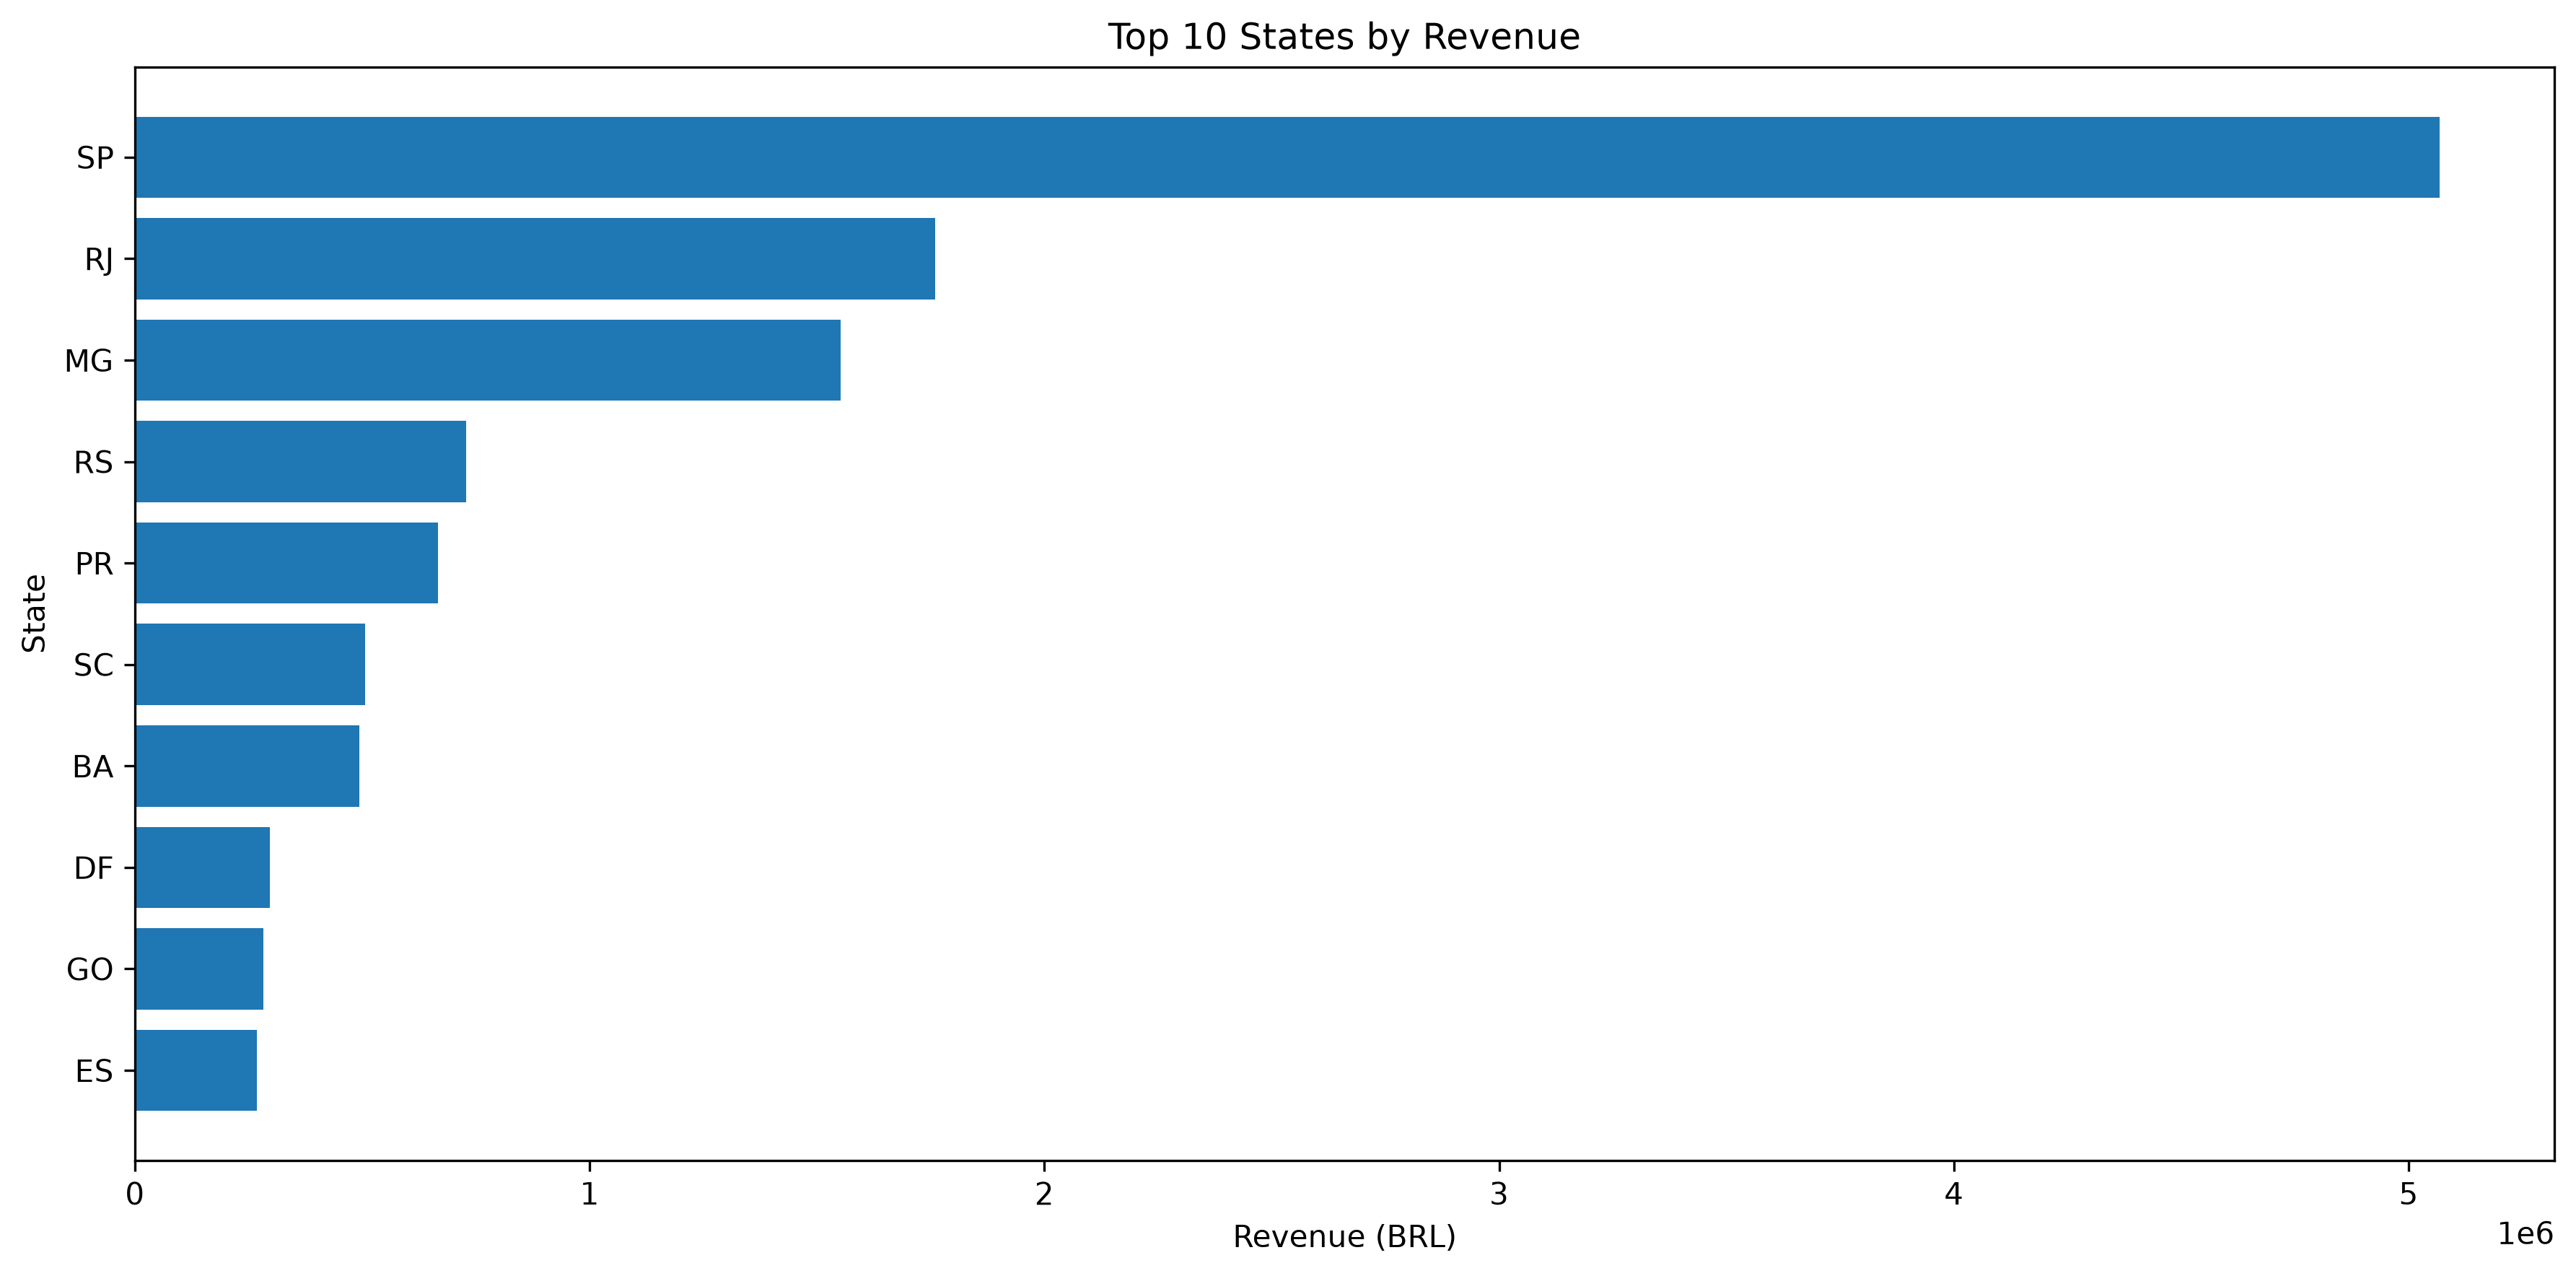 Top 10 States by Revenue
SP
RJ
MG
RS
PR
SC
BA
DF
GO
ES
State
0 1 2 3 4 5
1e6
Revenue (BRL)